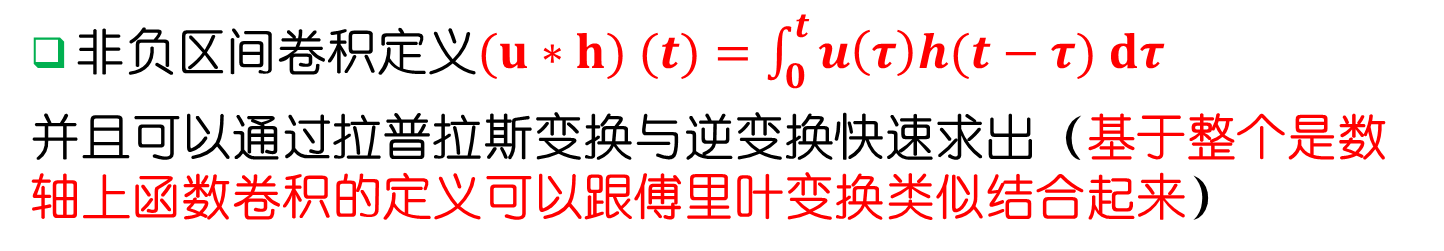 非负区间卷积定义(u ∗ h) (t) = ∫₀ᵗ u(τ)h(t − τ) dτ
并且可以通过拉普拉斯变换与逆变换快速求出（基于整个是数
轴上函数卷积的定义可以跟傅里叶变换类似结合起来）